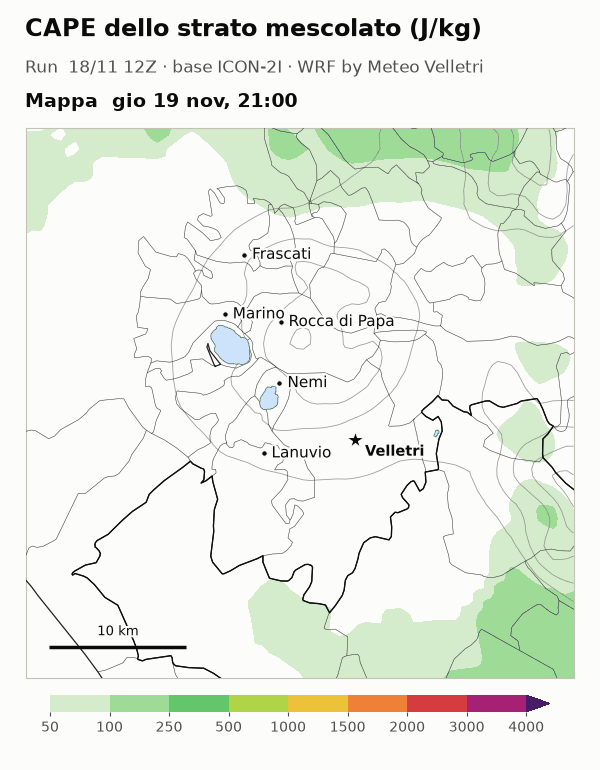 CAPE dello strato mescolato (J/kg)
Run 18/11 12Z · base ICON-2I · WRF by Meteo Velletri
Mappa gio 19 nov, 21:00
Frascati
Marino
Rocca di Papa
Nemi
Velletri
Lanuvio
10 km
50 100 250 500 1000 1500 2000 3000 4000